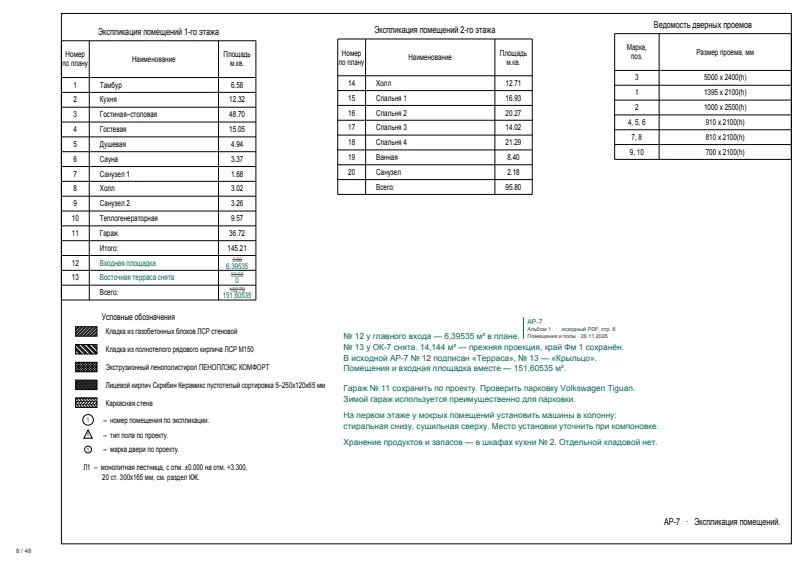 Экспликация помещений 1-го этажа
Номер по плану Наименование Площадь м.кв.
1 Тамбур 6.58
2 Кухня 12.32
3 Гостиная-столовая 48.70
4 Гостевая 15.05
5 Душевая 4.94
6 Сауна 3.37
7 Санузел 1 1.68
8 Холл 3.02
9 Санузел 2 3.26
10 Теплогенераторная 9.57
11 Гараж 36.72
Итого: 145.21
12 Входная площадка 6,39535
13 Восточная терраса снята 0
Всего: 151,60535
Экспликация помещений 2-го этажа
Номер по плану Наименование Площадь м.кв.
14 Холл 12.71
15 Спальня 1 16.93
16 Спальня 2 20.27
17 Спальня 3 14.02
18 Спальня 4 21.29
19 Ванная 8.40
20 Санузел 2.18
Всего: 95.80
Ведомость дверных проемов
Марка, поз. Размер проема, мм
3 5000 x 2400(h)
1 1395 x 2100(h)
2 1000 x 2500(h)
4, 5, 6 910 x 2100(h)
7, 8 810 x 2100(h)
9, 10 700 x 2100(h)
Условные обозначения
Кладка из газобетонных блоков ЛСР стеновой
Кладка из полнотелого рядового кирпича ЛСР М150
Экструзионный пенополистирол ПЕНОПЛЭКС КОМФОРТ
Лицевой кирпич Скрябин Керамикс пустотелый сортировка 5-250x120x65 мм
Каркасная стена
1 – номер помещения по экспликации.
– тип пола по проекту.
– марка двери по проекту.
Л1 – монолитная лестница, с отм. ±0.000 на отм. +3.300,
20 ст. 300x165 мм, см. раздел КЖ.
АР-7
Альбом 1 · исходный PDF, стр. 8
Помещения и полы · 26.11.2026
№ 12 у главного входа — 6,39535 м² в плане.
№ 13 у ОК-7 снята. 14,144 м² — прежняя проекция, край Фм 1 сохранён.
В исходной АР-7 № 12 подписан «Терраса», № 13 — «Крыльцо».
Помещения и входная площадка вместе — 151,60535 м².
Гараж № 11 сохранить по проекту. Проверить парковку Volkswagen Tiguan.
Зимой гараж используется преимущественно для парковки.
На первом этаже у мокрых помещений установить машины в колонну:
стиральная снизу, сушильная сверху. Место установки уточнить при компоновке.
Хранение продуктов и запасов — в шкафах кухни № 2. Отдельной кладовой нет.
АР-7 · Экспликация помещений.
8 / 48